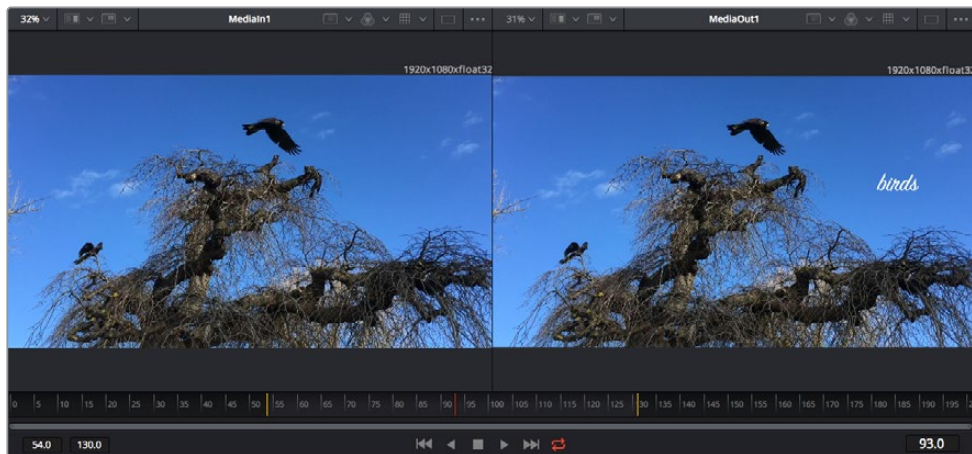 32% MediaIn1 31% MediaOut1
1920x1080xfloat32 1920x1080xfloat32
birds
0 5 10 15 20 25 30 35 40 45 50 55 60 65 70 75 80 85 90 95 100 105 110 115 120 125 130 135 140 145 150 155 160 165 170 175 180 185 190 195
54.0 130.0 93.0